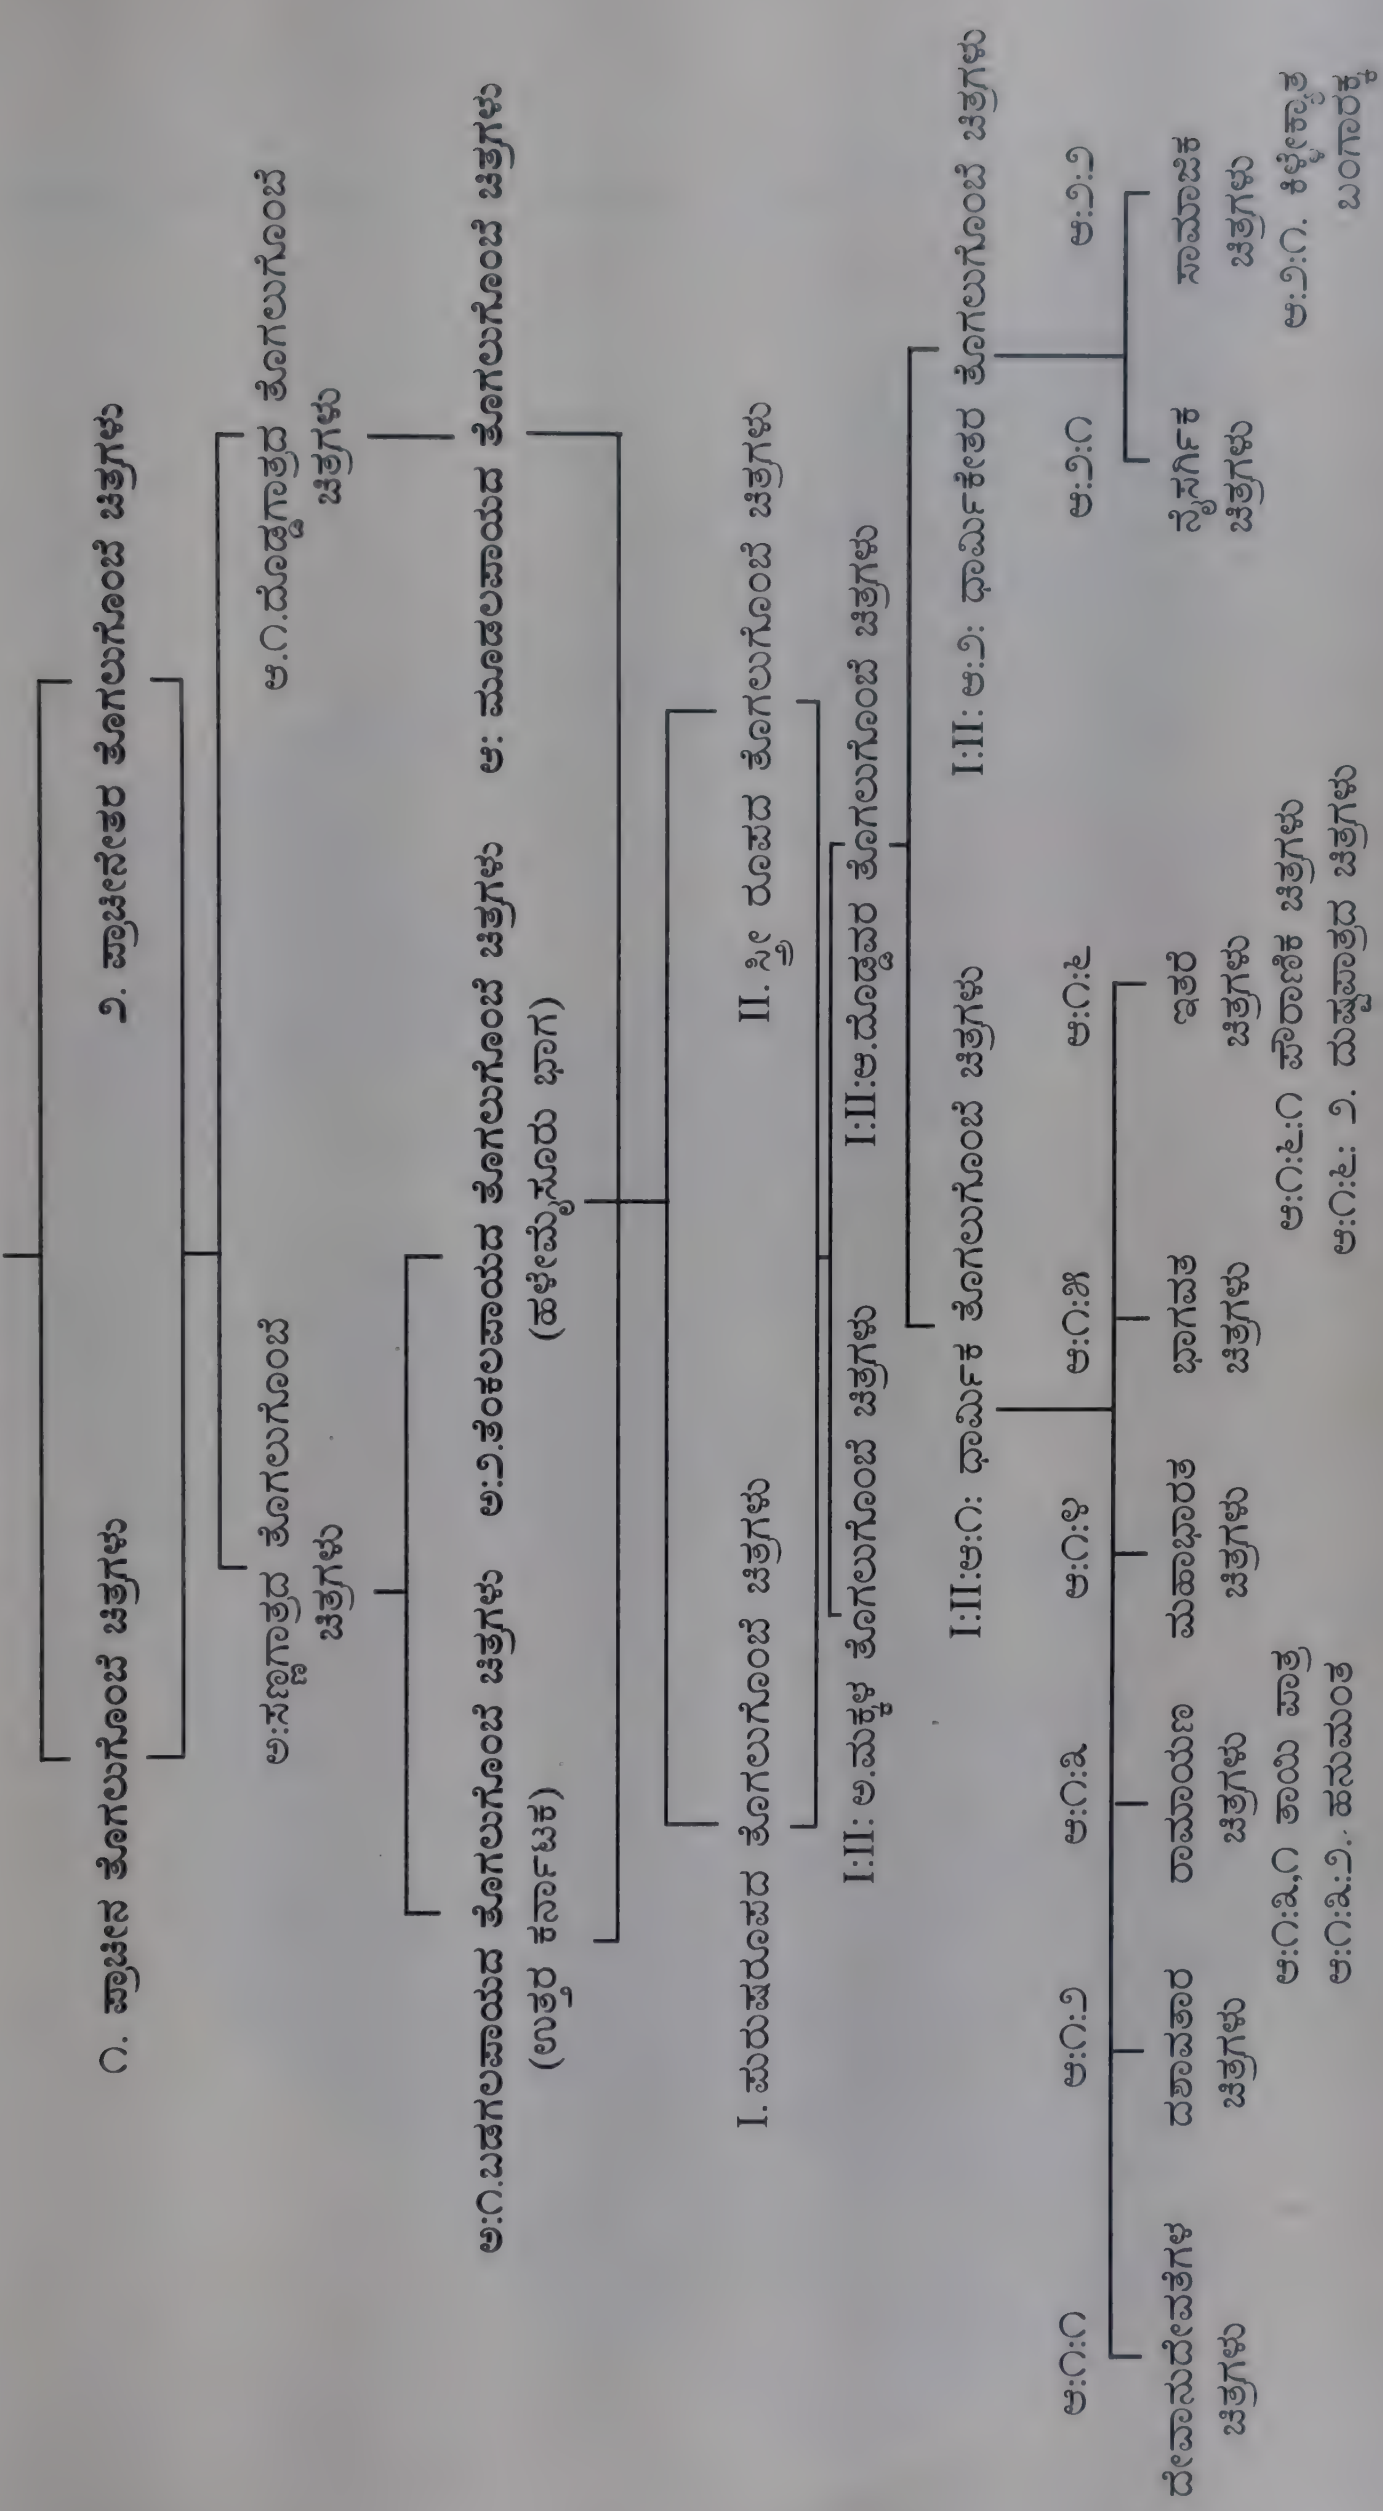 ೧. ಪ್ರಾಚೀನ ತೊಗಲುಗೊಂಬೆ ಚಿತ್ರಗಳು
೨. ಪ್ರಾಚೀನೇತರ ತೊಗಲುಗೊಂಬೆ ಚಿತ್ರಗಳು
ಅ:ಸಣ್ಣಗಾತ್ರದ ತೊಗಲುಗೊಂಬೆ
ಚಿತ್ರಗಳು
ಆ.೧.ದೊಡ್ಡಗಾತ್ರದ ತೊಗಲುಗೊಂಬೆ
ಚಿತ್ರಗಳು
ಅ:೧.ಬಡಗಲಪಾಯದ ತೊಗಲುಗೊಂಬೆ ಚಿತ್ರಗಳು
(ಉತ್ತರ ಕರ್ನಾಟಕ)
ಅ:೨.ತೆಂಕಲಪಾಯದ ತೊಗಲುಗೊಂಬೆ ಚಿತ್ರಗಳು
(ಹಳೇಮೈಸೂರು ಭಾಗ)
ಆ: ಮೂಡಲಪಾಯದ ತೊಗಲುಗೊಂಬೆ ಚಿತ್ರಗಳು
I. ಪುರುಷರೂಪದ ತೊಗಲುಗೊಂಬೆ ಚಿತ್ರಗಳು
II. ಸ್ತ್ರೀ ರೂಪದ ತೊಗಲುಗೊಂಬೆ ಚಿತ್ರಗಳು
I:II: ಅ.ಮಕ್ಕಳ ತೊಗಲುಗೊಂಬೆ ಚಿತ್ರಗಳು
I:II:ಆ.ದೊಡ್ಡವರ ತೊಗಲುಗೊಂಬೆ ಚಿತ್ರಗಳು
I:II:ಆ:೧: ಧಾರ್ಮಿಕ ತೊಗಲುಗೊಂಬೆ ಚಿತ್ರಗಳು
I:II: ಆ:೨: ಧಾರ್ಮಿಕೇತರ ತೊಗಲುಗೊಂಬೆ ಚಿತ್ರಗಳು
ಆ:೧:೧
ಆ:೧:೨
ಆ:೧:೩
ಆ:೧:೪
ಆ:೧:೫
ಆ:೧:೬
ಆ:೨:೧
ಆ:೨:೨
ದೇವಾನುದೇವತೆಗಳ
ಚಿತ್ರಗಳು
ದಶಾವತಾರ
ಚಿತ್ರಗಳು
ರಾಮಾಯಣ
ಚಿತ್ರಗಳು
ಮಹಾಭಾರತ
ಚಿತ್ರಗಳು
ಭಾಗವತ
ಚಿತ್ರಗಳು
ಇತರೆ
ಚಿತ್ರಗಳು
ನೈಸರ್ಗಿಕ
ಚಿತ್ರಗಳು
ಸಾಮಾಜಿಕ
ಚಿತ್ರಗಳು
ಆ:೧:೩,೧ ತಾಯಿ ಪಾತ್ರ
ಆ:೧:೩:೨. ಹನುಮಂತ
ಆ:೧:೬:೧ ಪೌರಾಣಿಕ ಚಿತ್ರಗಳು
ಆ:೧:೬: ೨. ದುಷ್ಟಪಾತ್ರದ ಚಿತ್ರಗಳು
ಆ:೨:೧. ಕಿಳ್ಳೇಕ್ಯಾತ
ಬಂಗಾರಕ್ಕ